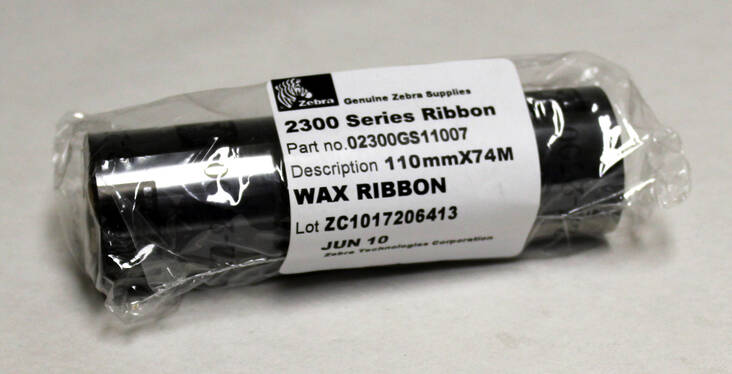 Zebra
Genuine Zebra Supplies
2300 Series Ribbon
Part no.02300GS11007
Description 110mmX74M
WAX RIBBON
Lot ZC1017206413
JUN 10
Zebra Technologies Corporation